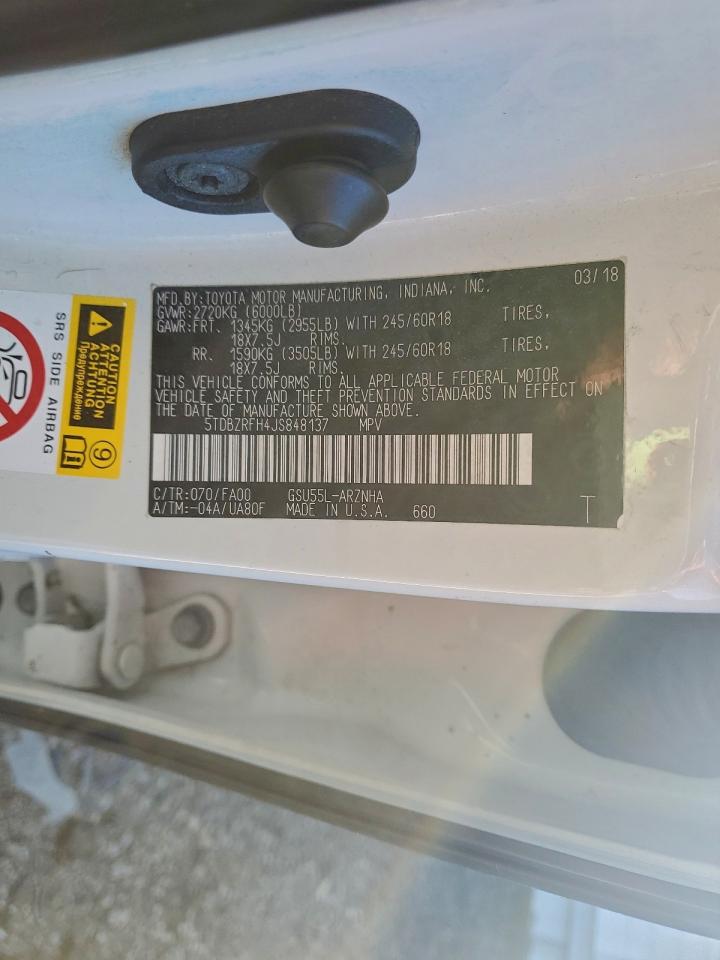 MFD.BY:TOYOTA MOTOR MANUFACTURING, INDIANA, INC. 03/18
GVWR:2720KG (6000LB)
GAWR:FRT. 1345KG (2955LB) WITH 245/60R18 TIRES,
18X7.5J RIMS.
RR. 1590KG (3505LB) WITH 245/60R18 TIRES,
18X7.5J RIMS.
THIS VEHICLE CONFORMS TO ALL APPLICABLE FEDERAL MOTOR
VEHICLE SAFETY AND THEFT PREVENTION STANDARDS IN EFFECT ON
THE DATE OF MANUFACTURE SHOWN ABOVE.
5TDBZRFH4JS848137 MPV
C/TR:070/FA00 GSU55L-ARZNHA
A/TM:-04A/UA80F MADE IN U.S.A. 660 T
CAUTION
ATTENTION
ACHTUNG
Предупреждение
9
SRS SIDE AIRBAG